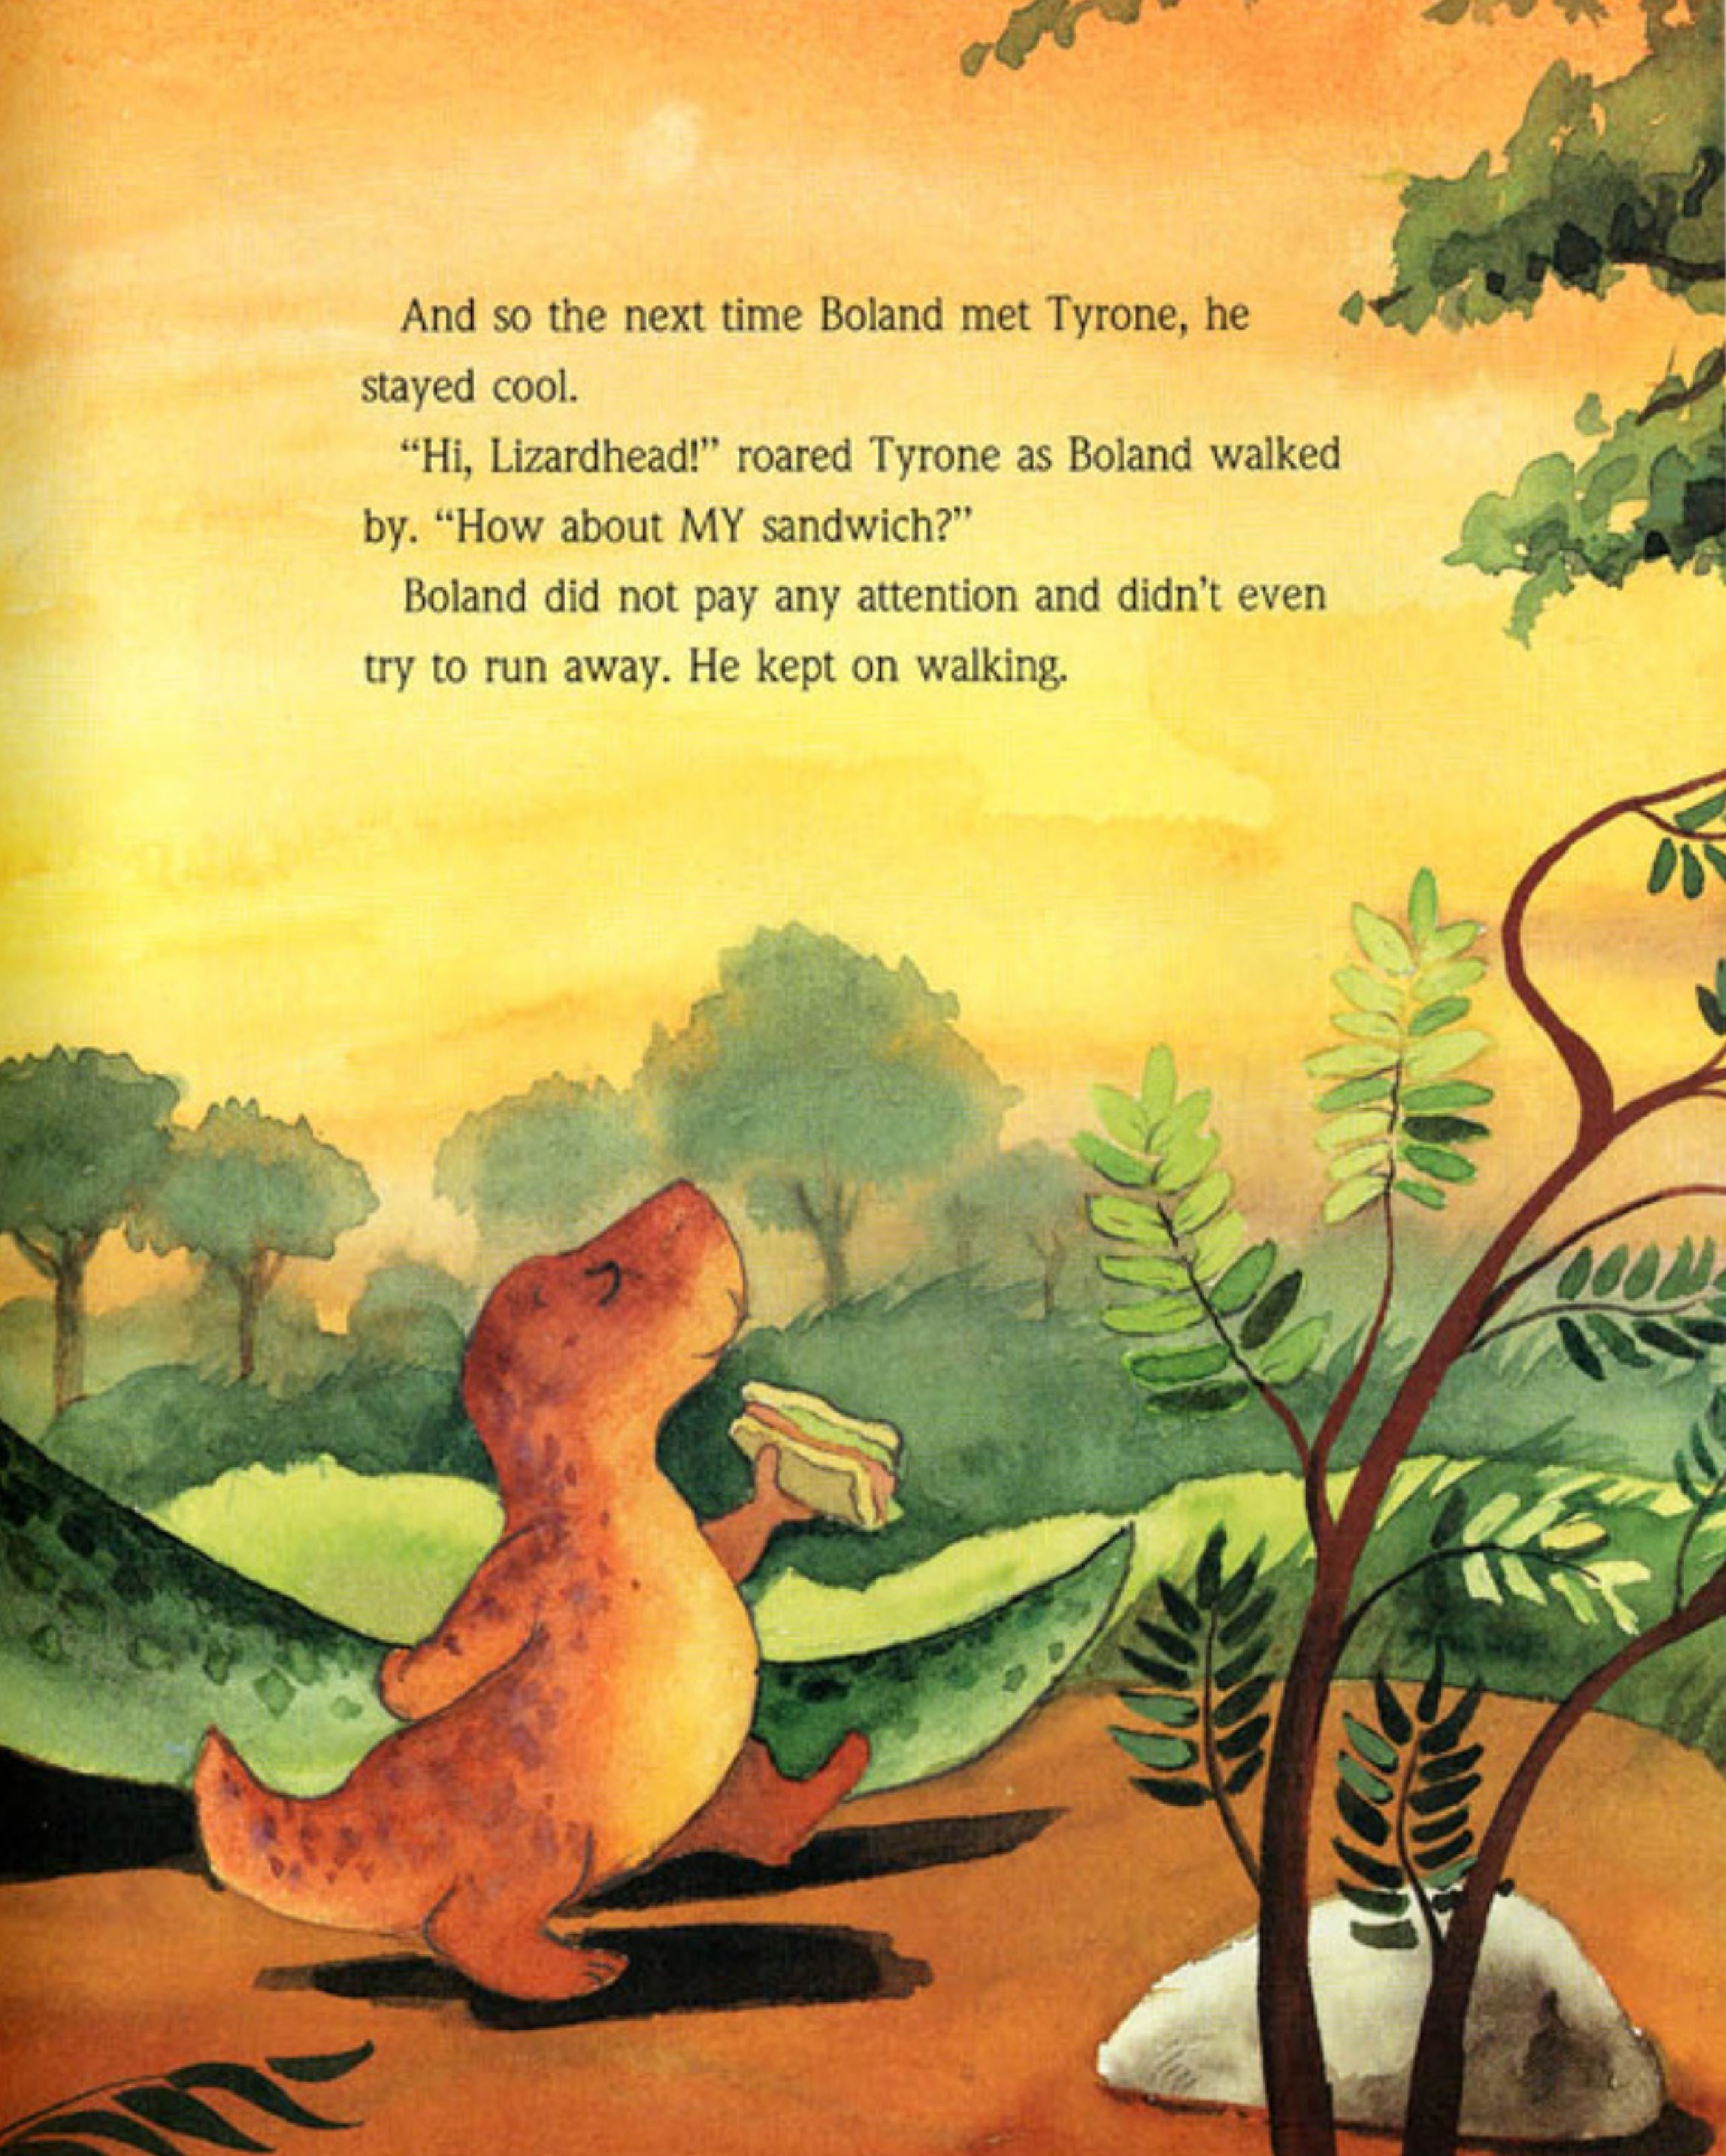 And so the next time Boland met Tyrone, he
stayed cool.
“Hi, Lizardhead!” roared Tyrone as Boland walked
by. “How about MY sandwich?”
Boland did not pay any attention and didn’t even
try to run away. He kept on walking.